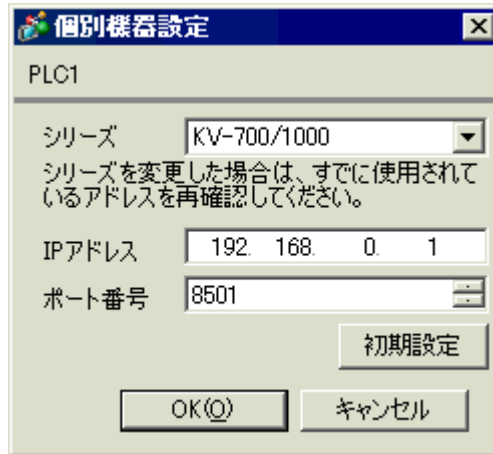 個別機器設定
PLC1
シリーズ KV-700/1000
シリーズを変更した場合は、すでに使用されて
いるアドレスを再確認してください。
IPアドレス 192. 168. 0. 1
ポート番号 8501
初期設定
OK(O) キャンセル